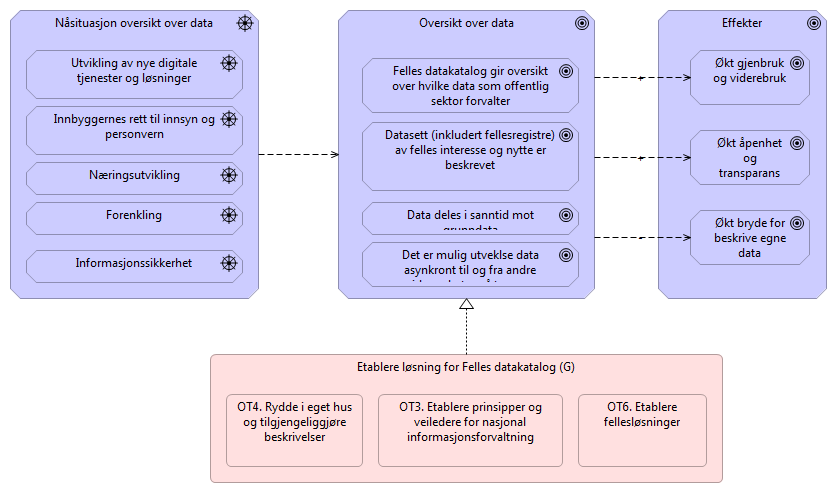 Nåsituasjon oversikt over data
Utvikling av nye digitale
tjenester og løsninger
Innbyggernes rett til innsyn og
personvern
Næringsutvikling
Forenkling
Informasjonssikkerhet
Oversikt over data
Felles datakatalog gir oversikt
over hvilke data som offentlig
sektor forvalter
Datasett (inkludert fellesregistre)
av felles interesse og nytte er
beskrevet
Data deles i sanntid mot
grunndata
Det er mulig utveklse data
asynkront til og fra andre
Effekter
Økt gjenbruk
og viderebruk
+
Økt åpenhet
og
transparans
+
Økt bryde for
beskrive egne
data
-
Etablere løsning for Felles datakatalog (G)
OT4. Rydde i eget hus
og tilgjengeliggjøre
beskrivelser
OT3. Etablere prinsipper og
veiledere for nasjonal
informasjonsforvaltning
OT6. Etablere
fellesløsninger